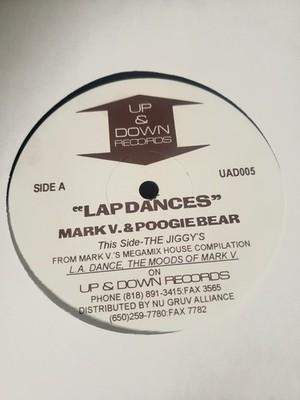 UP
&
DOWN
RECORDS
SIDE A
UAD005
"LAP DANCES"
MARK V. & POOGIE BEAR
This Side-THE JIGGY'S
FROM MARK V.'S MEGAMIX HOUSE COMPILATION
L.A. DANCE, THE MOODS OF MARK V.
ON
UP & DOWN RECORDS
PHONE (818) 891-3415:FAX 3565
DISTRIBUTED BY NU GRUV ALLIANCE
(650)259-7780:FAX 7782